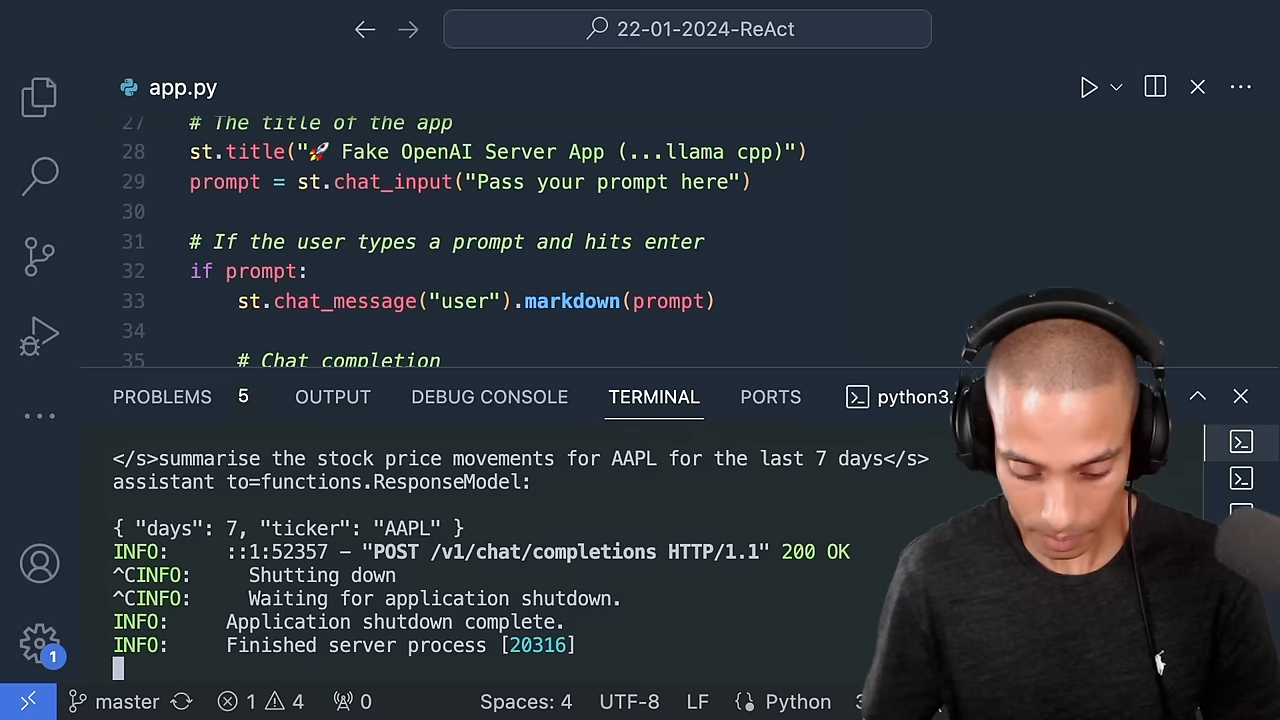 22-01-2024-ReAct
app.py
27 # The title of the app
28 st.title("🚀 Fake OpenAI Server App (...llama cpp)")
29 prompt = st.chat_input("Pass your prompt here")
30
31 # If the user types a prompt and hits enter
32 if prompt:
33 st.chat_message("user").markdown(prompt)
34
35 # Chat completion
PROBLEMS 5 OUTPUT DEBUG CONSOLE TERMINAL PORTS python3.
</s>summarise the stock price movements for AAPL for the last 7 days</s>
assistant to=functions.ResponseModel:
{ "days": 7, "ticker": "AAPL" }
INFO: ::1:52357 - "POST /v1/chat/completions HTTP/1.1" 200 OK
^CINFO: Shutting down
^CINFO: Waiting for application shutdown.
INFO: Application shutdown complete.
INFO: Finished server process [20316]
1
master 1 4 0 Spaces: 4 UTF-8 LF Python 3